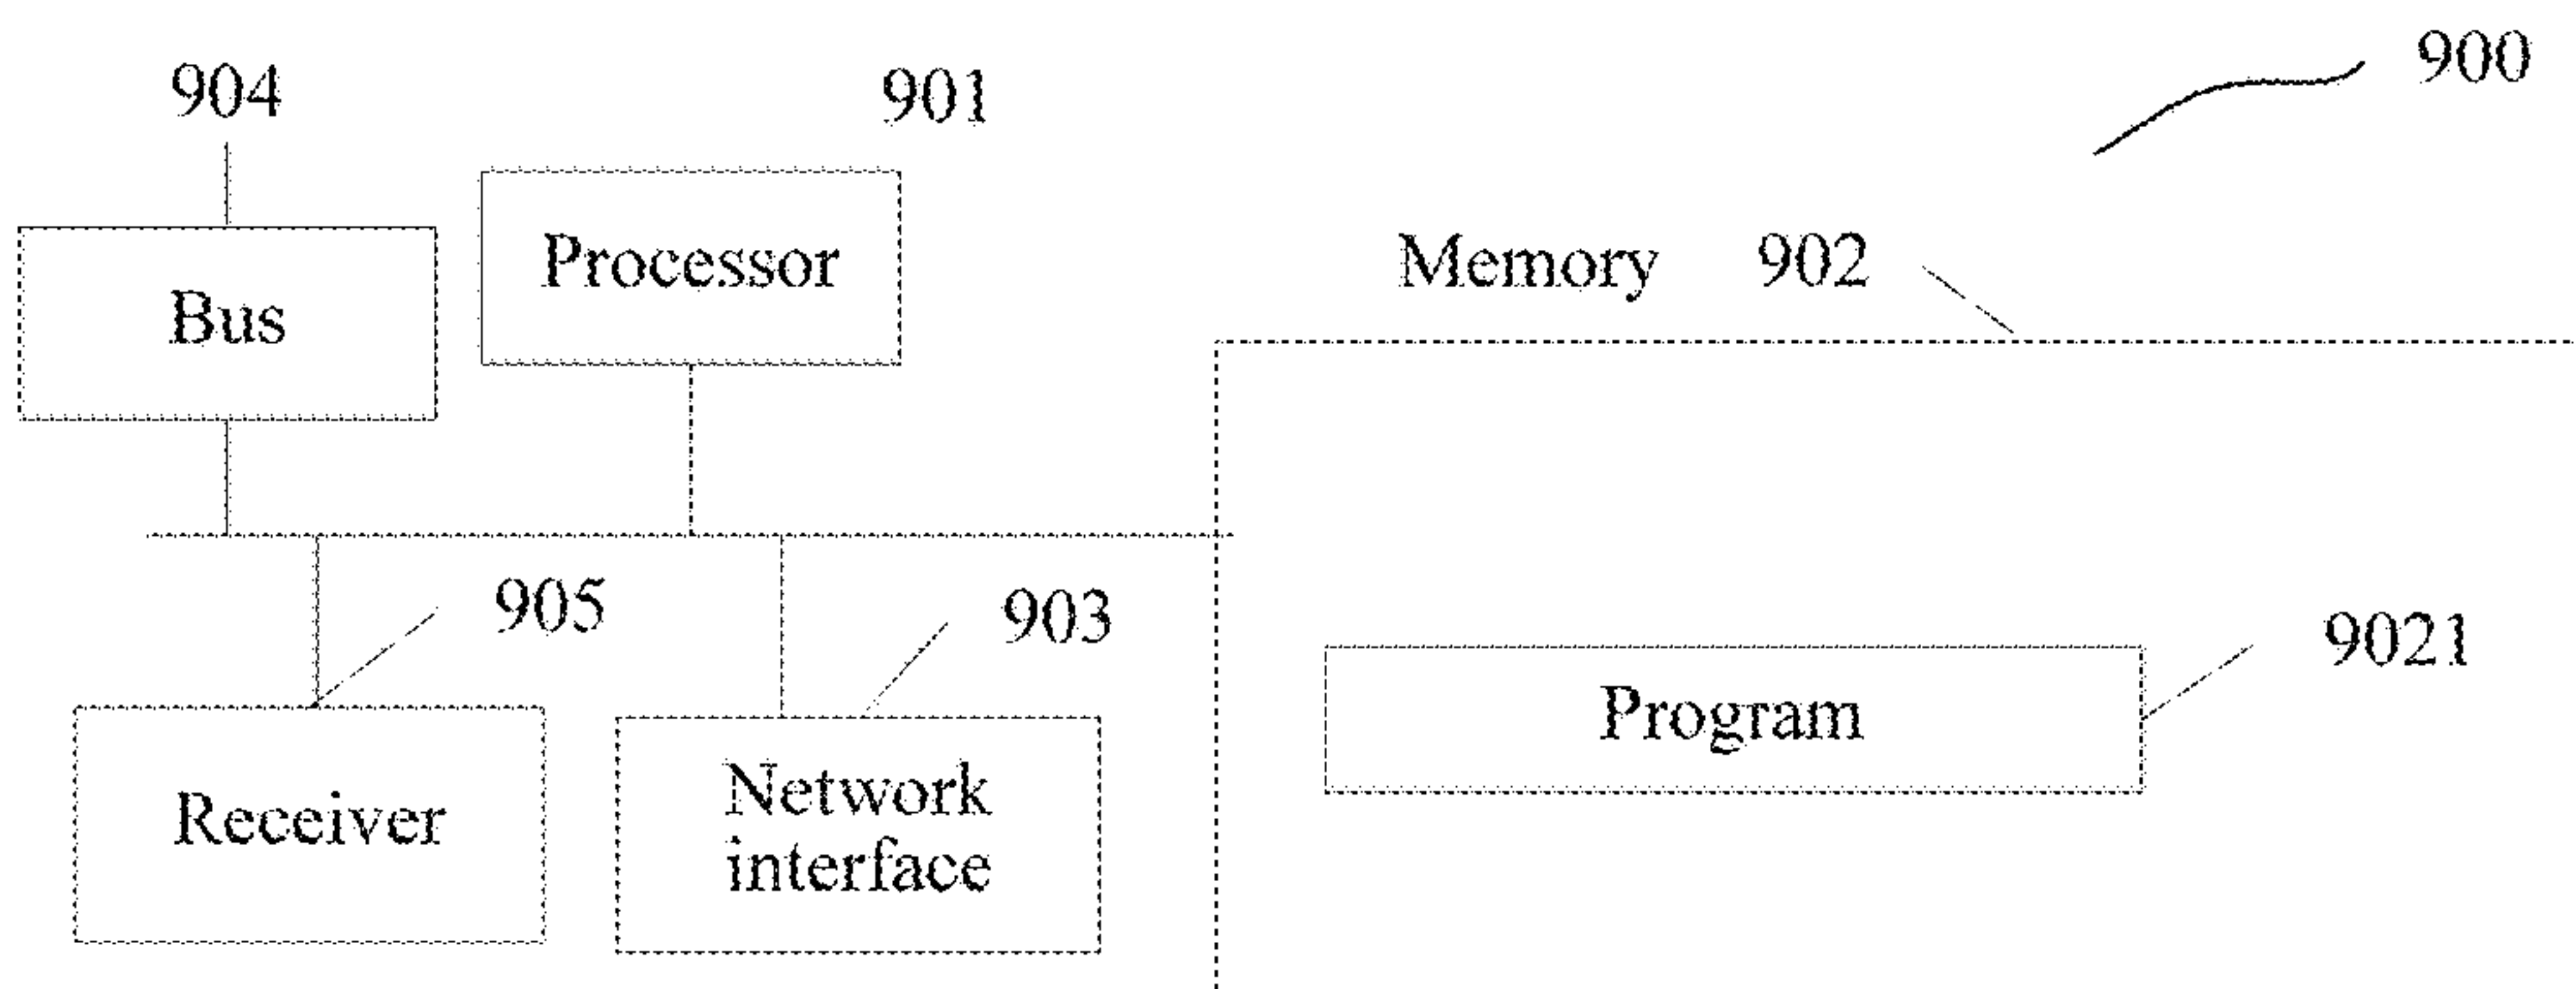 900
904
901
Processor
Memory 902
Bus
905
903
9021
Program
Network
interface
Receiver